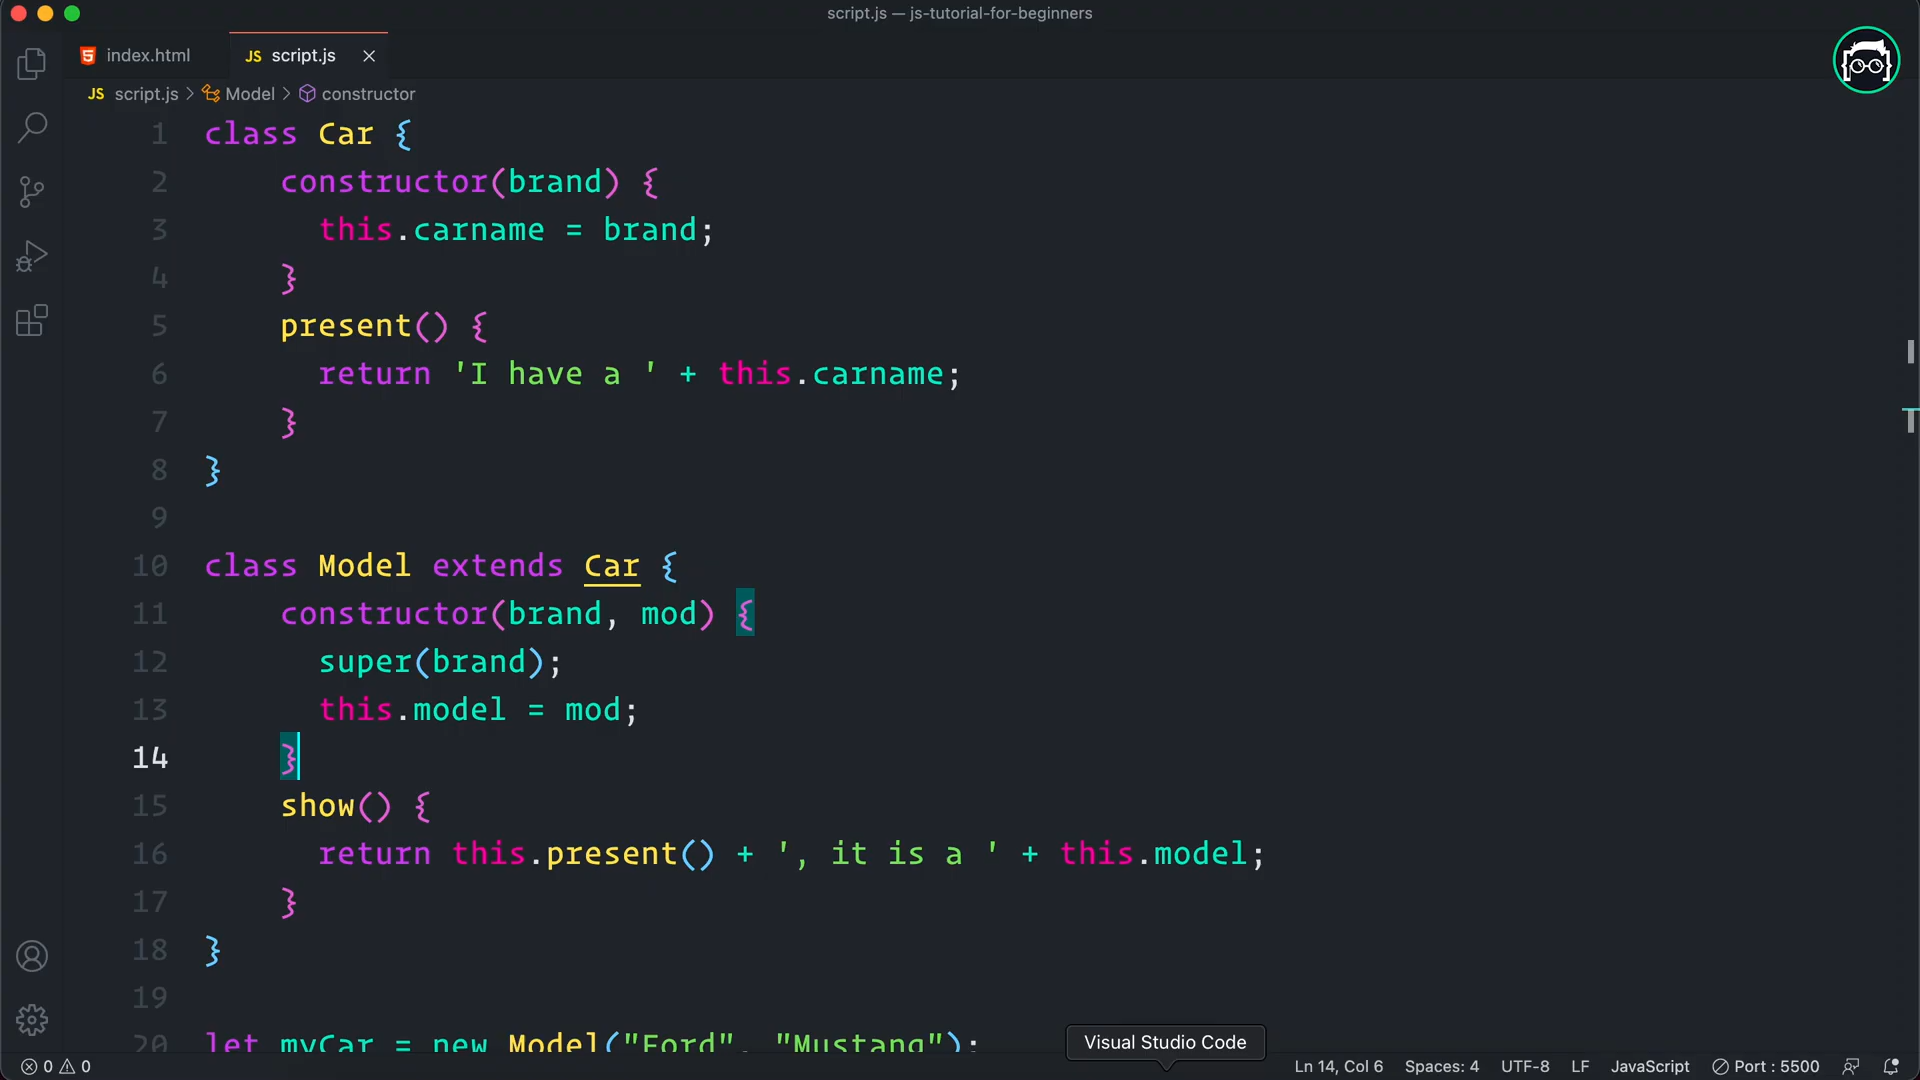 script.js — js-tutorial-for-beginners
index.html
JS script.js
JS script.js > Model > constructor
1 class Car {
2 constructor(brand) {
3 this.carname = brand;
4 }
5 present() {
6 return 'I have a ' + this.carname;
7 }
8 }
9
10 class Model extends Car {
11 constructor(brand, mod) {
12 super(brand);
13 this.model = mod;
14 }
15 show() {
16 return this.present() + ', it is a ' + this.model;
17 }
18 }
19
20 let myCar = new Model("Ford", "Mustang");
Visual Studio Code
0 0 Ln 14, Col 6 Spaces: 4 UTF-8 LF JavaScript Port : 5500